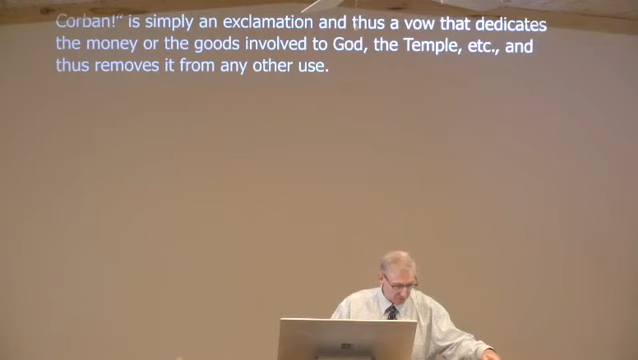 Corban!“ is simply an exclamation and thus a vow that dedicates
the money or the goods involved to God, the Temple, etc., and
thus removes it from any other use.